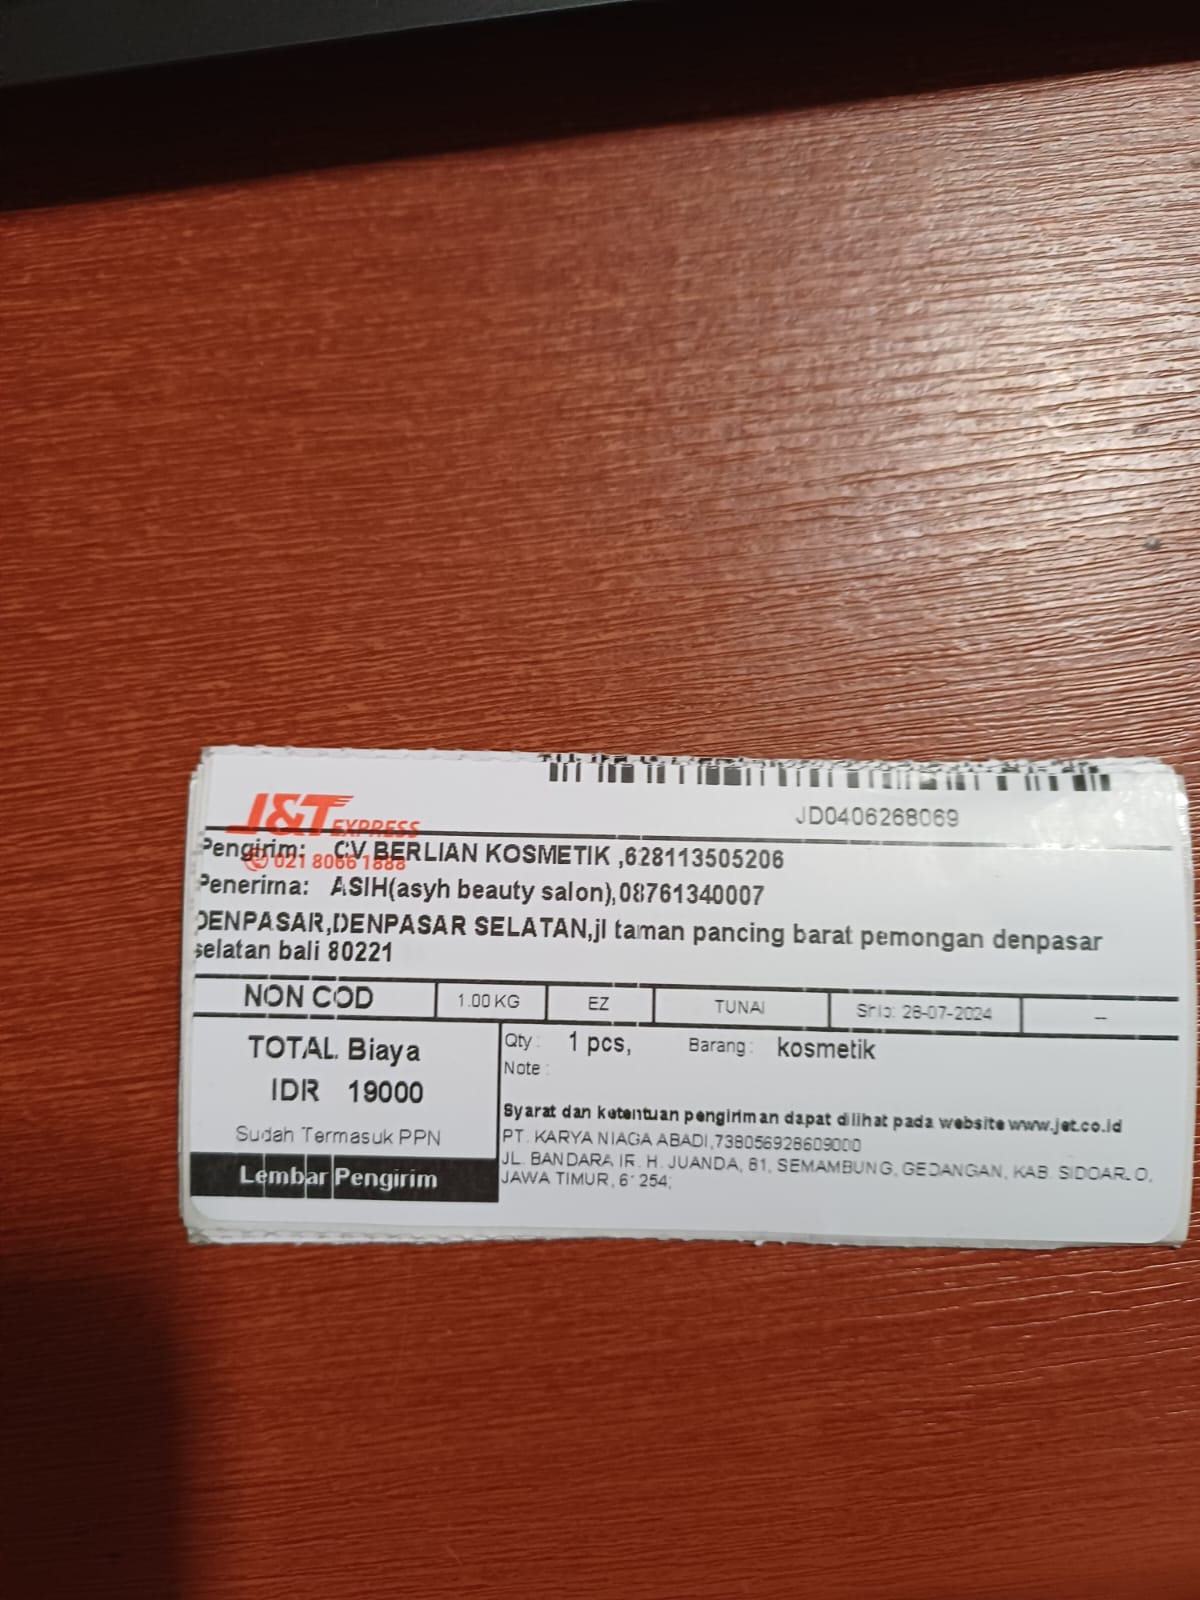 JD0406268069
J&T EXPRESS
Pengirim: CV BERLIAN KOSMETIK ,628113505206
021 8066 1888
Penerima: ASIH(asyh beauty salon),08761340007
DENPASAR,DENPASAR SELATAN,jl taman pancing barat pemongan denpasar
selatan bali 80221
NON COD 1.00 KG EZ TUNAI Ship: 28-07-2024 --
TOTAL Biaya
IDR 19000
Sudah Termasuk PPN
Lembar Pengirim
Qty: 1 pcs, Barang: kosmetik
Note:
Syarat dan ketentuan pengiriman dapat dilihat pada website www.jet.co.id
PT. KARYA NIAGA ABADI,738056928609000
JL. BANDARA IR. H. JUANDA, 81, SEMAMBUNG, GEDANGAN, KAB. SIDOARJO,
JAWA TIMUR,